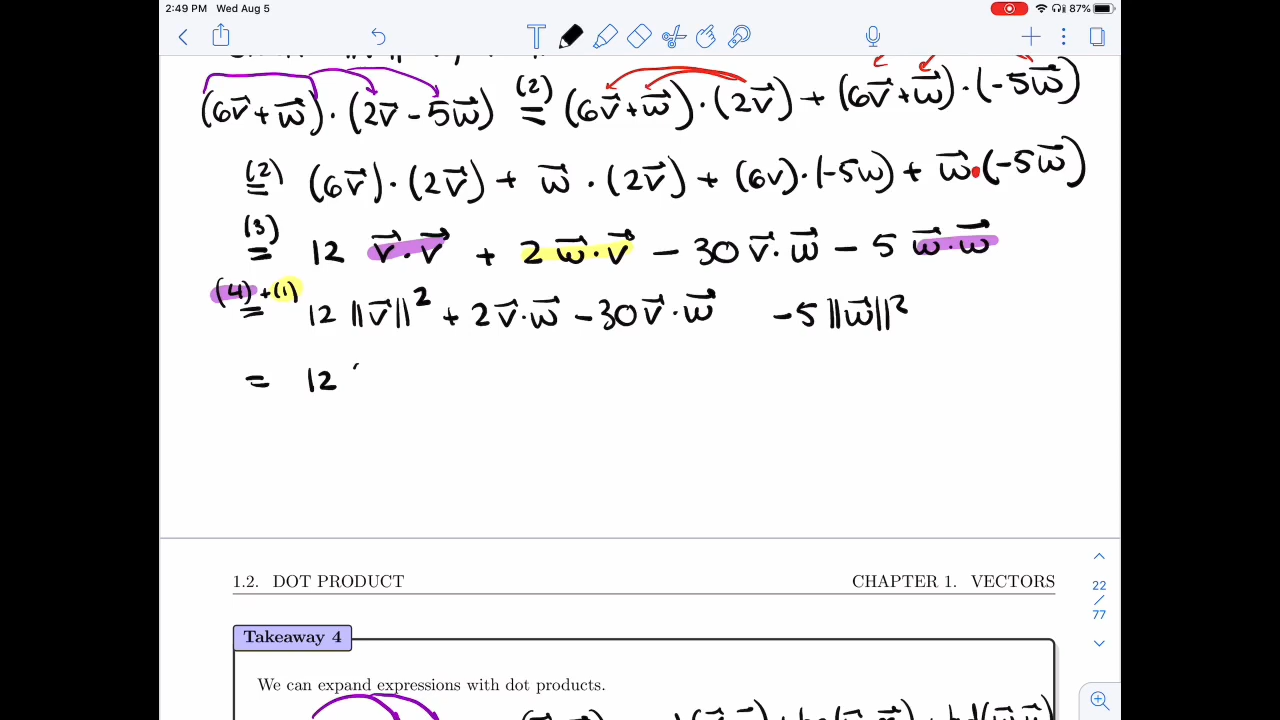 2:49 PM Wed Aug 5 87%
T
(6v⃗ + w⃗) · (2v⃗ − 5w⃗) (2)= (6v⃗ + w⃗) · (2v⃗) + (6v⃗ + w⃗) · (−5w⃗)
(2)= (6v⃗) · (2v⃗) + w⃗ · (2v⃗) + (6v) · (−5w) + w⃗ · (−5w⃗)
(3)= 12 v⃗ · v⃗ + 2 w⃗ · v⃗ − 30 v⃗ · w⃗ − 5 w⃗ · w⃗
(4)+(1)= 12 ||v⃗||² + 2v⃗ · w⃗ − 30 v⃗ · w⃗ − 5 ||w⃗||²
= 12
1.2. DOT PRODUCT CHAPTER 1. VECTORS
22
/
77
Takeaway 4
We can expand expressions with dot products.